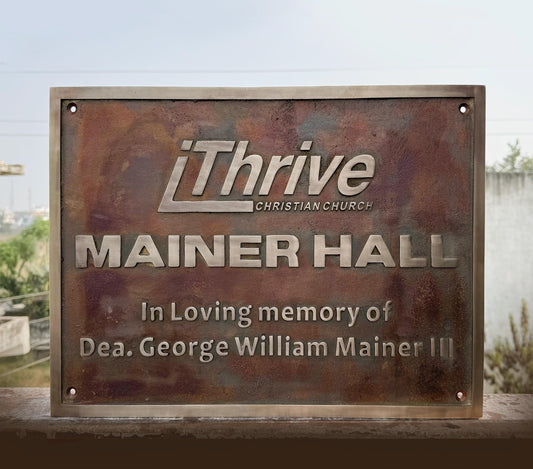 iThrive
CHRISTIAN CHURCH
MAINER HALL
In Loving memory of
Dea. George William Mainer III